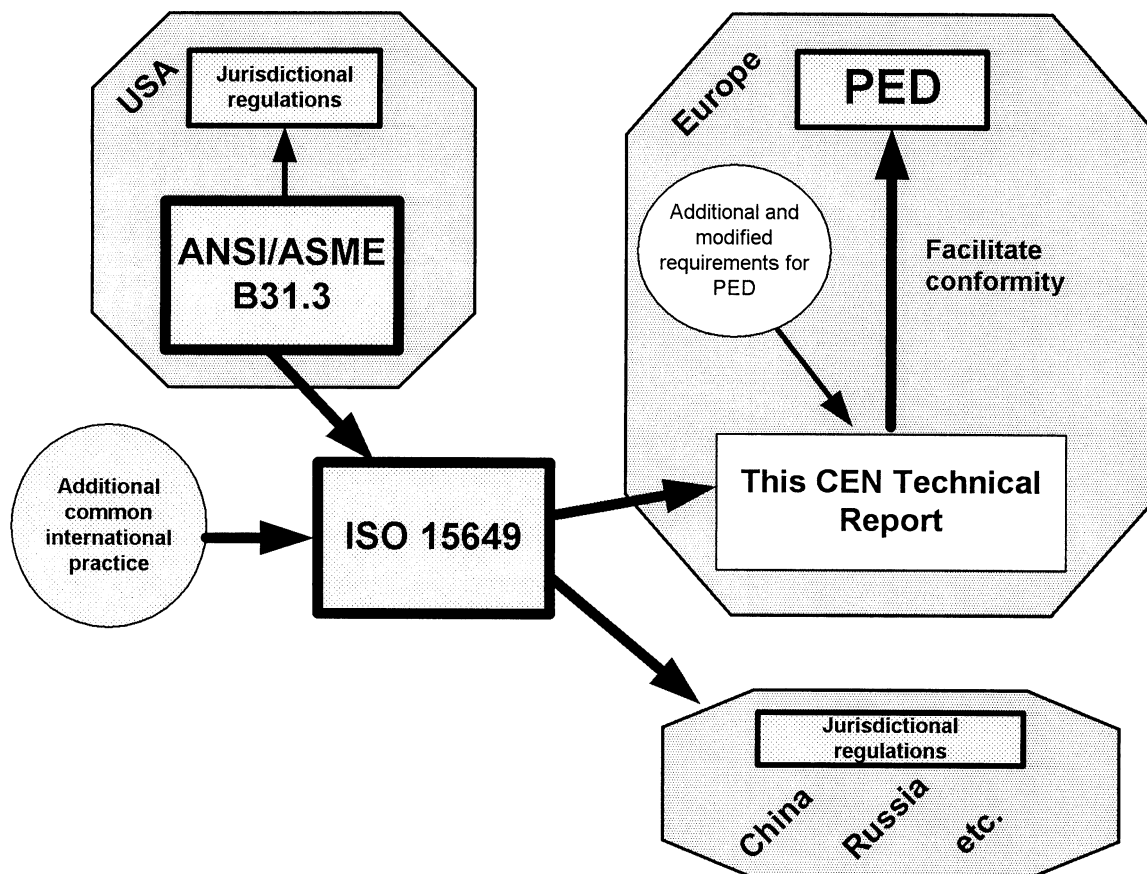 USA
Jurisdictional
regulations
ANSI/ASME
B31.3
Europe
PED
Additional and
modified
requirements for
PED
Facilitate
conformity
Additional
common
international
practice
ISO 15649
This CEN Technical
Report
Jurisdictional
regulations
China
Russia
etc.